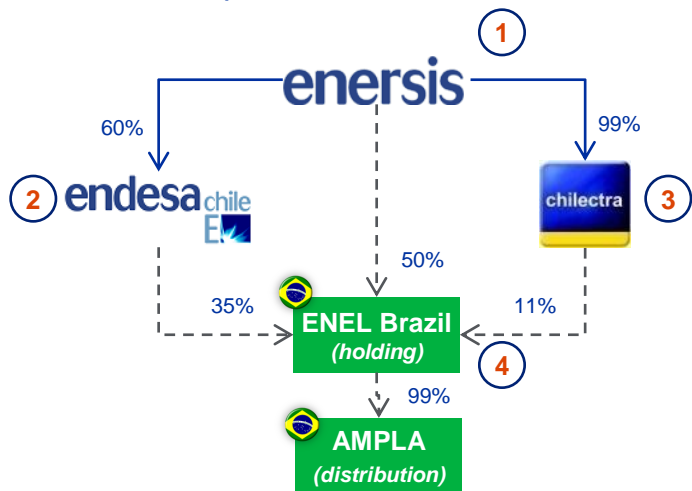 1
enersis
60%
99%
2
endesa chile
chilectra
3
50%
35%
11%
ENEL Brazil
(holding)
4
99%
AMPLA
(distribution)